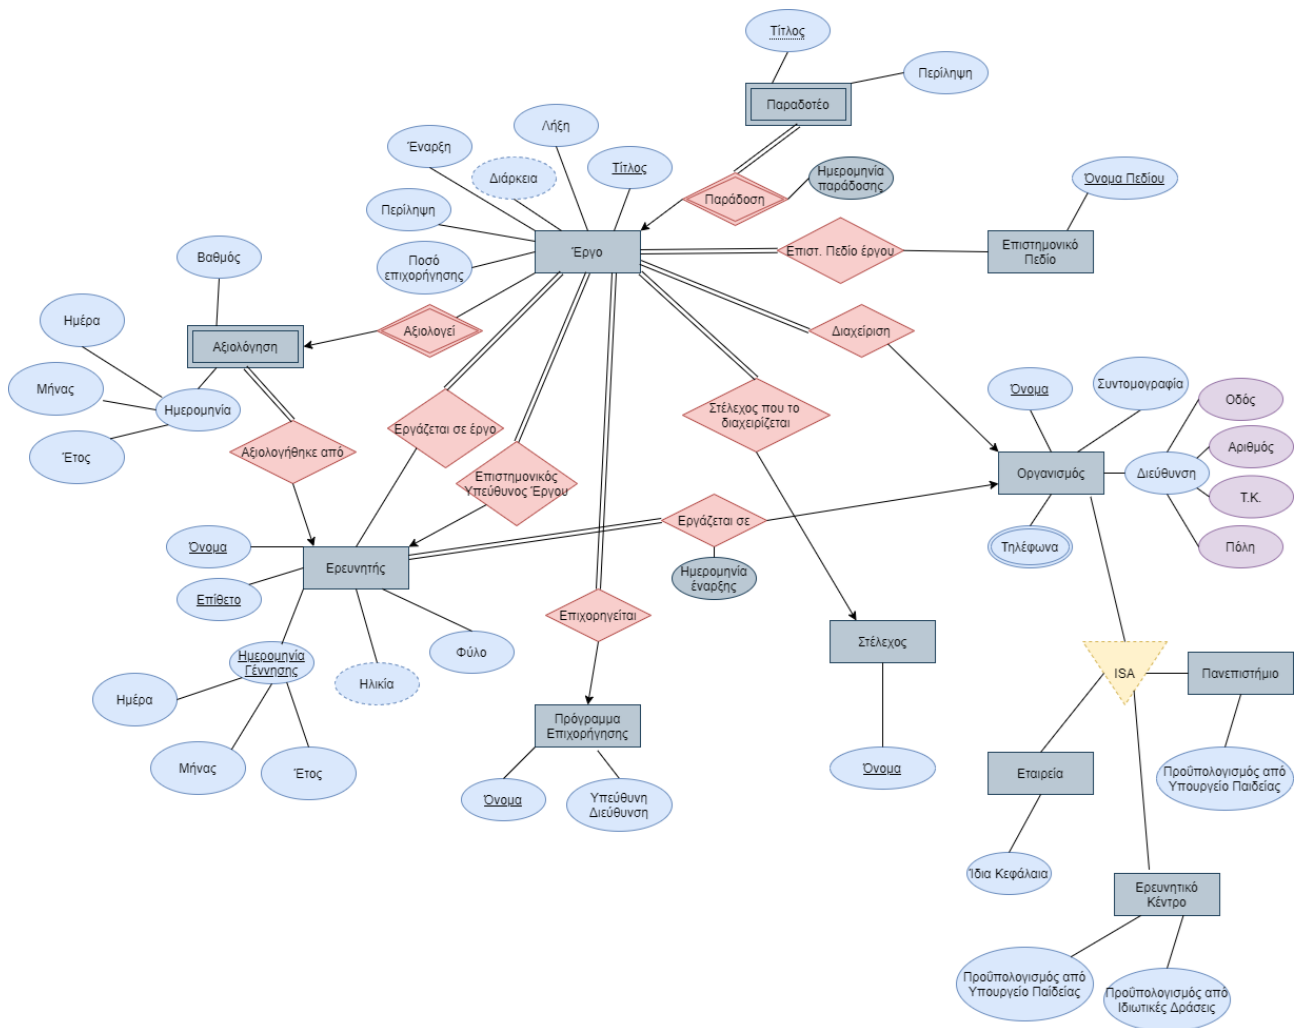 Τίτλος
Περίληψη
Παραδοτέο
Λήξη
Έναρξη
Διάρκεια
Τίτλος
Ημερομηνία
παράδοσης
Όνομα Πεδίου
Παράδοση
Περίληψη
Έργο
Επιστ. Πεδίο έργου
Επιστημονικό
Πεδίο
Βαθμός
Ποσό
επιχορήγησης
Ημέρα
Αξιολογεί
Διαχείριση
Αξιολόγηση
Μήνας
Ημερομηνία
Όνομα
Συντομογραφία
Οδός
Στέλεχος που το
διαχειρίζεται
Εργάζεται σε έργο
Αριθμός
Έτος
Αξιολογήθηκε από
Οργανισμός
Διεύθυνση
Επιστημονικός
Υπεύθυνος Έργου
Τ.Κ.
Εργάζεται σε
Όνομα
Τηλέφωνα
Πόλη
Ερευνητής
Ημερομηνία
έναρξης
Επίθετο
Επιχορηγείται
Στέλεχος
Φύλο
Ημερομηνία
Γέννησης
Ηλικία
ISA
Πανεπιστήμιο
Ημέρα
Πρόγραμμα
Επιχορήγησης
Μήνας
Έτος
Όνομα
Εταιρεία
Προϋπολογισμός από
Υπουργείο Παιδείας
Όνομα
Υπεύθυνη
Διεύθυνση
Ίδια Κεφάλαια
Ερευνητικό
Κέντρο
Προϋπολογισμός από
Υπουργείο Παίδείας
Προϋπολογισμός από
Ιδιωτικές Δράσεις